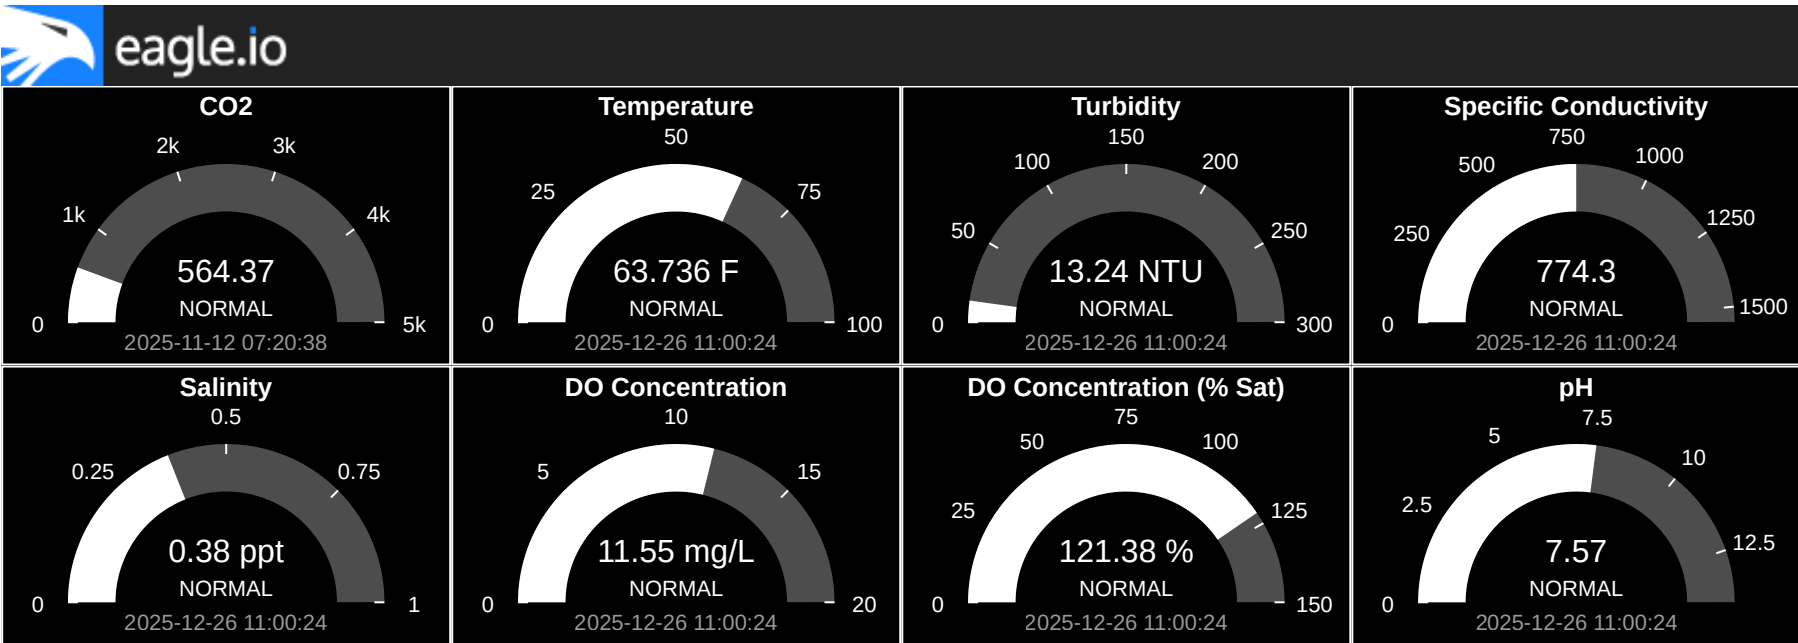 eagle.io
CO2
0
1k
2k
3k
4k
5k
564.37
NORMAL
2025-11-12 07:20:38
Temperature
0
25
50
75
100
63.736 F
NORMAL
2025-12-26 11:00:24
Turbidity
0
50
100
150
200
250
300
13.24 NTU
NORMAL
2025-12-26 11:00:24
Specific Conductivity
0
250
500
750
1000
1250
1500
774.3
NORMAL
2025-12-26 11:00:24
Salinity
0
0.25
0.5
0.75
1
0.38 ppt
NORMAL
2025-12-26 11:00:24
DO Concentration
0
5
10
15
20
11.55 mg/L
NORMAL
2025-12-26 11:00:24
DO Concentration (% Sat)
0
25
50
75
100
125
150
121.38 %
NORMAL
2025-12-26 11:00:24
pH
0
2.5
5
7.5
10
12.5
7.57
NORMAL
2025-12-26 11:00:24